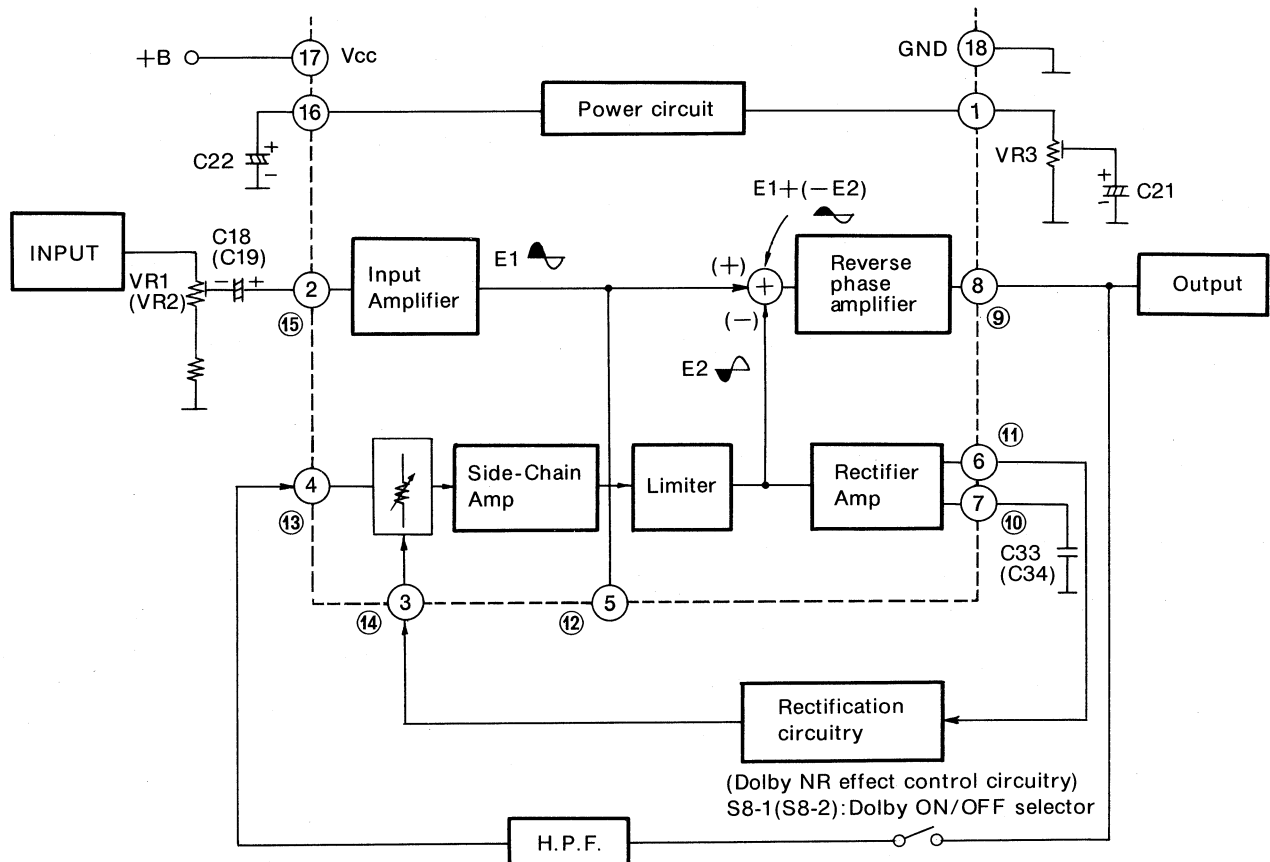 +B
17
Vcc
GND
18
16
Power circuit
1
C22
+
-
VR3
+
-
C21
E1+(-E2)
INPUT
C18
(C19)
VR1
(VR2)
- +
2
15
Input
Amplifier
E1
(+)
+
(-)
Reverse
phase
amplifier
8
9
Output
E2
4
13
Side-Chain
Amp
Limiter
Rectifier
Amp
11
6
7
10
C33
(C34)
3
14
12
5
Rectification
circuitry
(Dolby NR effect control circuitry)
S8-1(S8-2):Dolby ON/OFF selector
H.P.F.